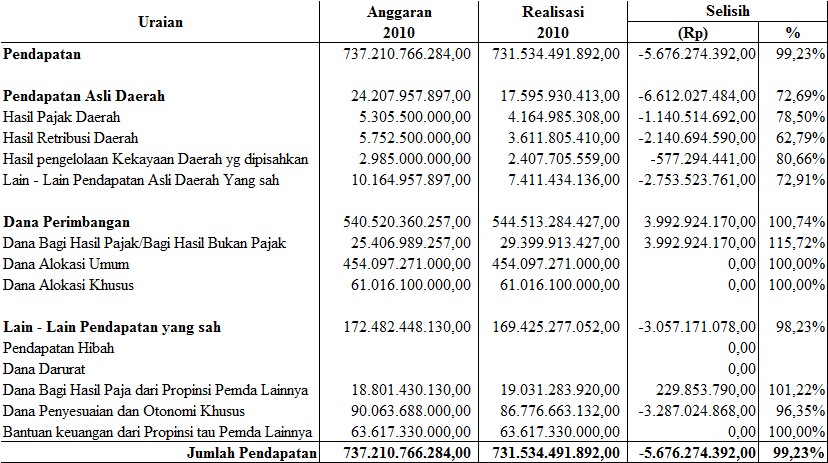 Uraian Anggaran 2010 Realisasi 2010 Selisih
(Rp) %
Pendapatan 737.210.766.284,00 731.534.491.892,00 -5.676.274.392,00 99,23%
Pendapatan Asli Daerah 24.207.957.897,00 17.595.930.413,00 -6.612.027.484,00 72,69%
Hasil Pajak Daerah 5.305.500.000,00 4.164.985.308,00 -1.140.514.692,00 78,50%
Hasil Retribusi Daerah 5.752.500.000,00 3.611.805.410,00 -2.140.694.590,00 62,79%
Hasil pengelolaan Kekayaan Daerah yg dipisahkan 2.985.000.000,00 2.407.705.559,00 -577.294.441,00 80,66%
Lain - Lain Pendapatan Asli Daerah Yang sah 10.164.957.897,00 7.411.434.136,00 -2.753.523.761,00 72,91%
Dana Perimbangan 540.520.360.257,00 544.513.284.427,00 3.992.924.170,00 100,74%
Dana Bagi Hasil Pajak/Bagi Hasil Bukan Pajak 25.406.989.257,00 29.399.913.427,00 3.992.924.170,00 115,72%
Dana Alokasi Umum 454.097.271.000,00 454.097.271.000,00 0,00 100,00%
Dana Alokasi Khusus 61.016.100.000,00 61.016.100.000,00 0,00 100,00%
Lain - Lain Pendapatan yang sah 172.482.448.130,00 169.425.277.052,00 -3.057.171.078,00 98,23%
Pendapatan Hibah 0,00
Dana Darurat 0,00
Dana Bagi Hasil Paja dari Propinsi Pemda Lainnya 18.801.430.130,00 19.031.283.920,00 229.853.790,00 101,22%
Dana Penyesuaian dan Otonomi Khusus 90.063.688.000,00 86.776.663.132,00 -3.287.024.868,00 96,35%
Bantuan keuangan dari Propinsi tau Pemda Lainnya 63.617.330.000,00 63.617.330.000,00 0,00 100,00%
Jumlah Pendapatan 737.210.766.284,00 731.534.491.892,00 -5.676.274.392,00 99,23%